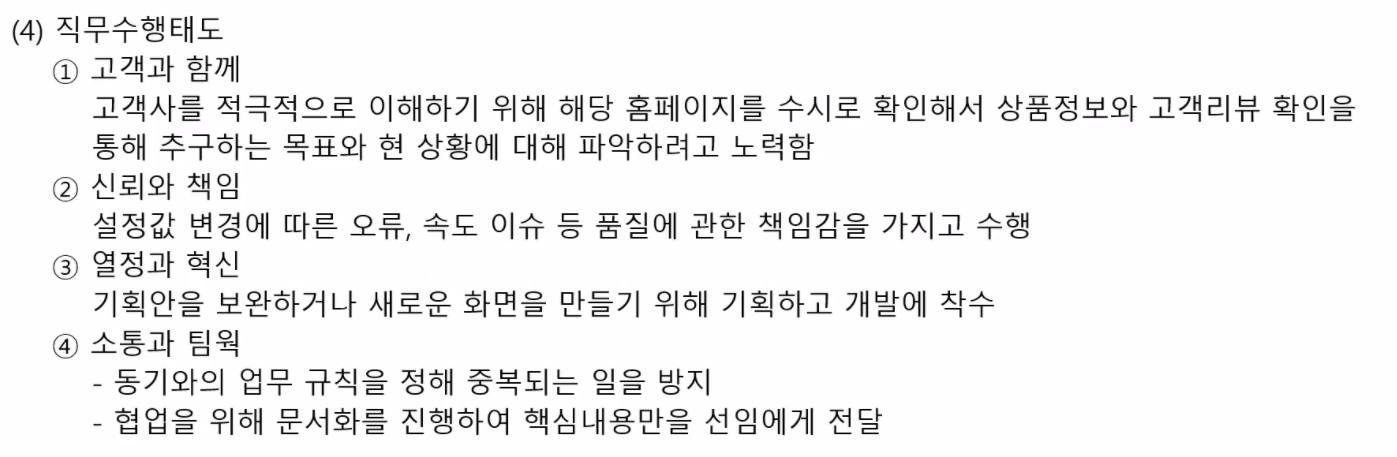 (4) 직무수행태도
① 고객과 함께
고객사를 적극적으로 이해하기 위해 해당 홈페이지를 수시로 확인해서 상품정보와 고객리뷰 확인을
통해 추구하는 목표와 현 상황에 대해 파악하려고 노력함
② 신뢰와 책임
설정값 변경에 따른 오류, 속도 이슈 등 품질에 관한 책임감을 가지고 수행
③ 열정과 혁신
기획안을 보완하거나 새로운 화면을 만들기 위해 기획하고 개발에 착수
④ 소통과 팀웍
- 동기와의 업무 규칙을 정해 중복되는 일을 방지
- 협업을 위해 문서화를 진행하여 핵심내용만을 선임에게 전달